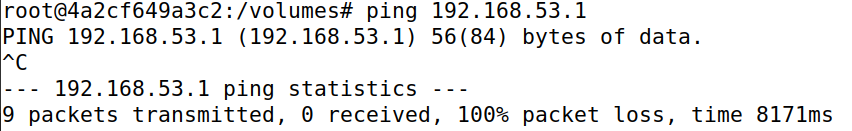 root@4a2cf649a3c2:/volumes# ping 192.168.53.1
PING 192.168.53.1 (192.168.53.1) 56(84) bytes of data.
^C
--- 192.168.53.1 ping statistics ---
9 packets transmitted, 0 received, 100% packet loss, time 8171ms